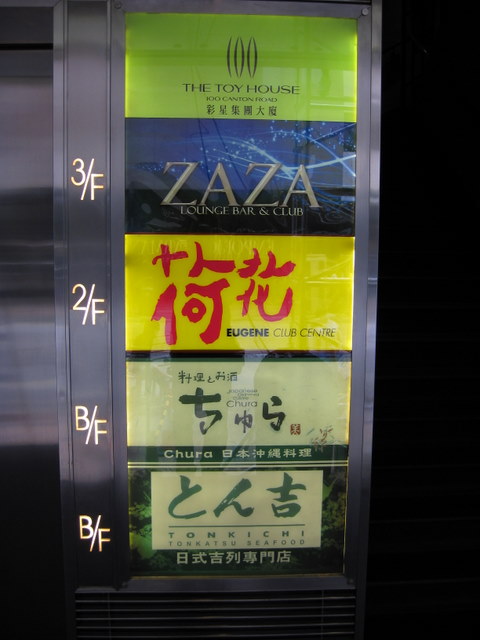 100
THE TOY HOUSE
100 CANTON ROAD
彩星集團大廈
3/F
ZAZA
LOUNGE BAR & CLUB
2/F
荷花
EUGENE CLUB CENTRE
B/F
料理とお酒
ちゅら
Chura
Chura 日本沖縄料理
B/F
とん吉
TONKICHI
TONKATSU SEAFOOD
日式吉列專門店